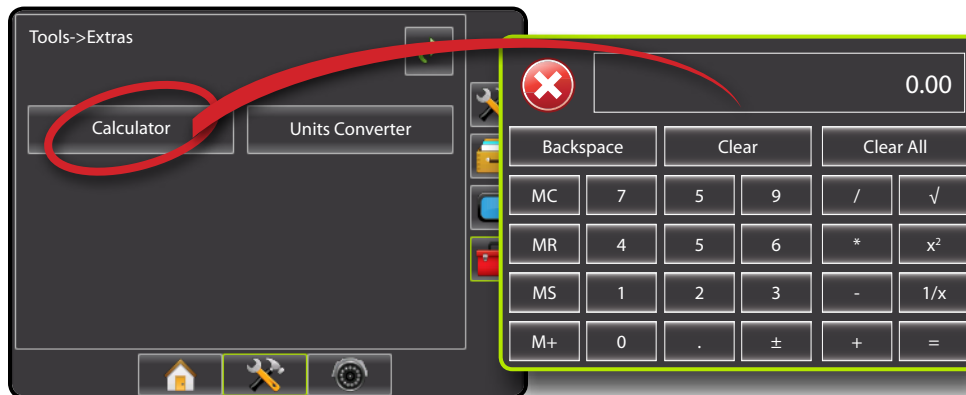 Tools->Extras
Calculator Units Converter
0.00
Backspace Clear Clear All
MC 7 5 9 / √
MR 4 5 6 * x²
MS 1 2 3 - 1/x
M+ 0 . ± + =